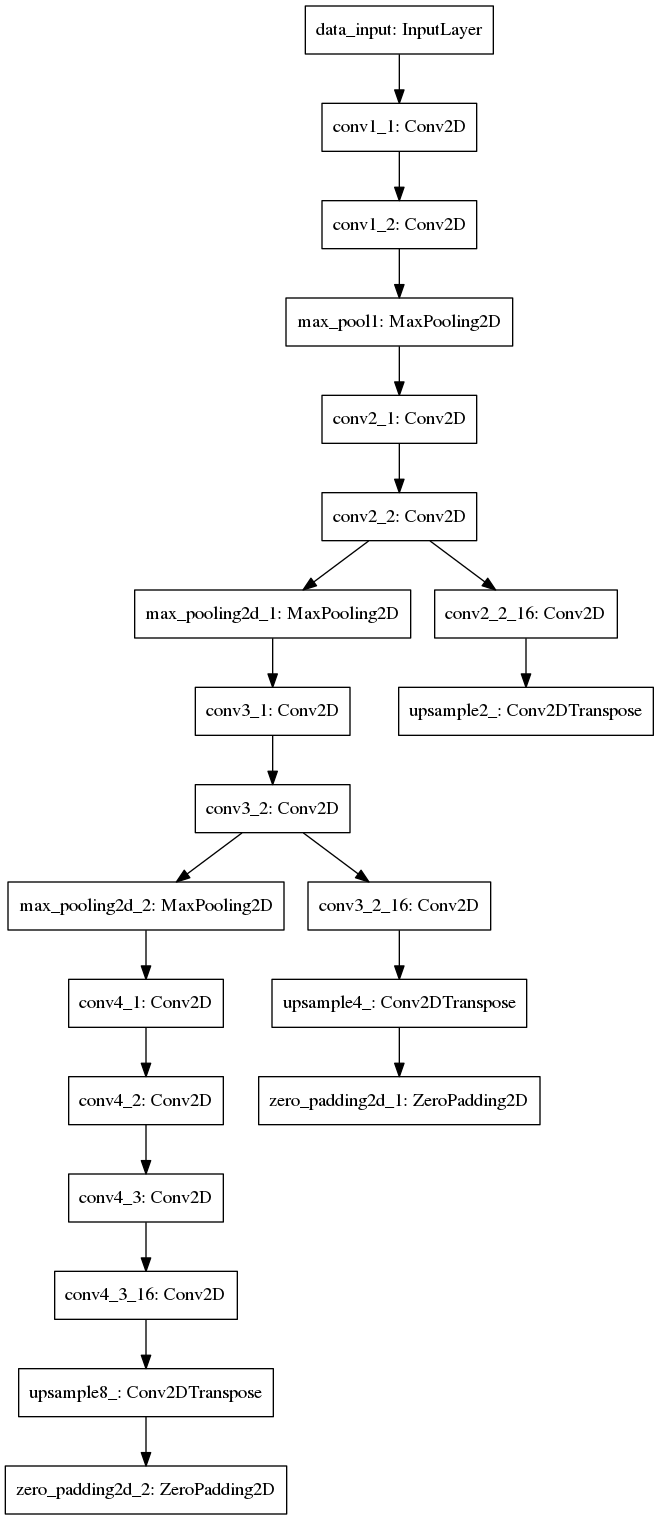 data_input: InputLayer
conv1_1: Conv2D
conv1_2: Conv2D
max_pool1: MaxPooling2D
conv2_1: Conv2D
conv2_2: Conv2D
max_pooling2d_1: MaxPooling2D
conv2_2_16: Conv2D
conv3_1: Conv2D
upsample2_: Conv2DTranspose
conv3_2: Conv2D
max_pooling2d_2: MaxPooling2D
conv3_2_16: Conv2D
conv4_1: Conv2D
upsample4_: Conv2DTranspose
conv4_2: Conv2D
zero_padding2d_1: ZeroPadding2D
conv4_3: Conv2D
conv4_3_16: Conv2D
upsample8_: Conv2DTranspose
zero_padding2d_2: ZeroPadding2D